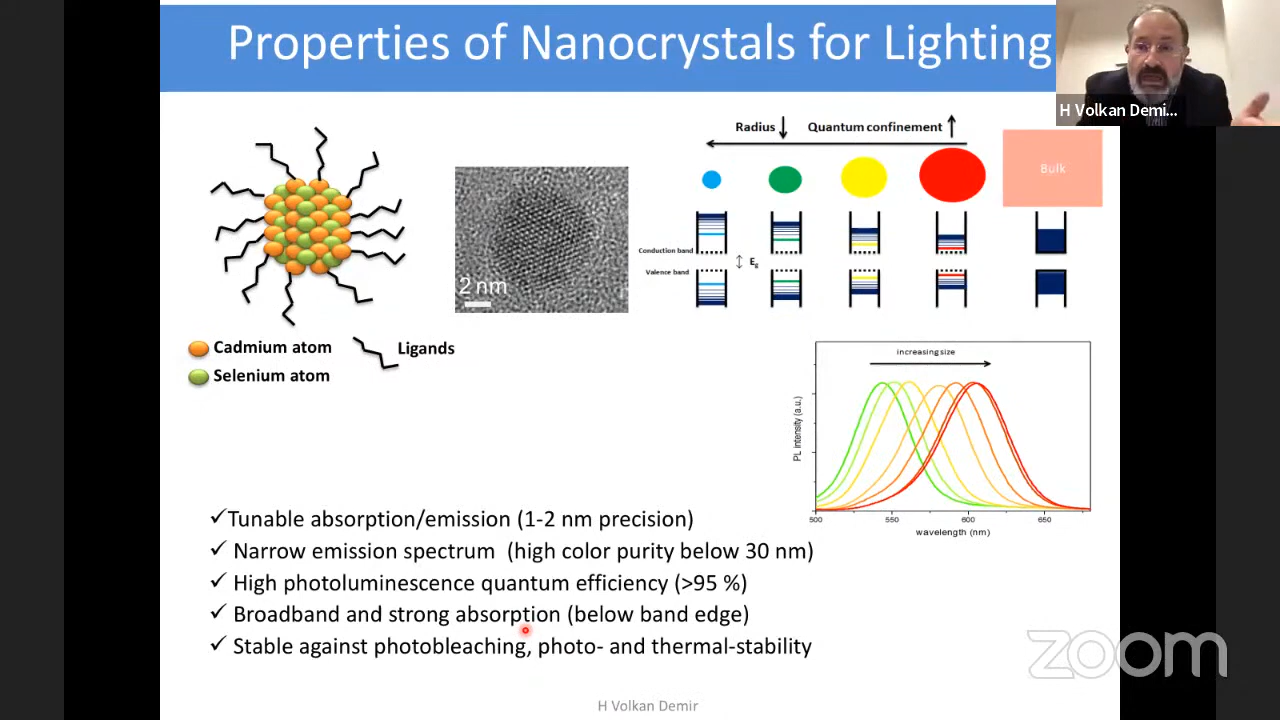 Properties of Nanocrystals for Lighting
H Volkan Demi...
Radius Quantum confinement
Bulk
Conduction band
Eg
Valence band
2 nm
Cadmium atom
Ligands
Selenium atom
increasing size
PL intensity (a.u.)
500 550 600 650
wavelength (nm)
✓Tunable absorption/emission (1-2 nm precision)
✓ Narrow emission spectrum (high color purity below 30 nm)
✓ High photoluminescence quantum efficiency (>95 %)
✓ Broadband and strong absorption (below band edge)
✓ Stable against photobleaching, photo- and thermal-stability
zoom
H Volkan Demir